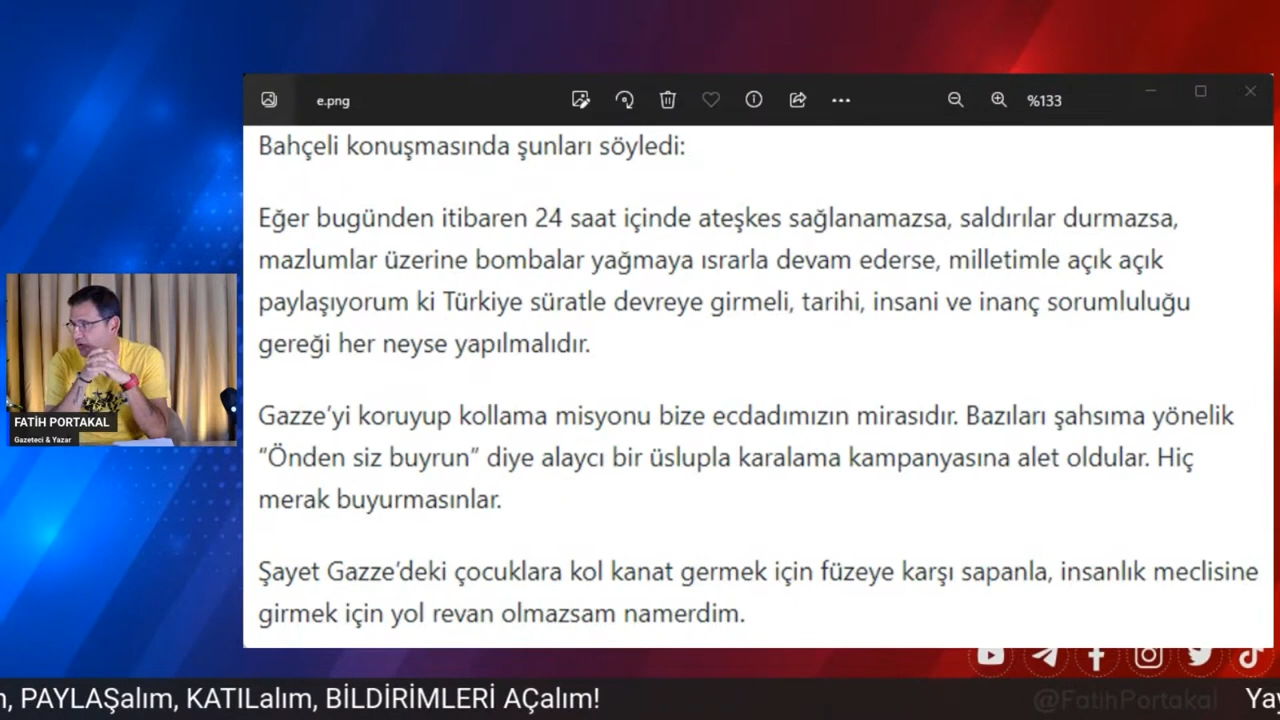 e.png
%133
Bahçeli konuşmasında şunları söyledi:
Eğer bugünden itibaren 24 saat içinde ateşkes sağlanamazsa, saldırılar durmazsa,
mazlumlar üzerine bombalar yağmaya ısrarla devam ederse, milletimle açık açık
paylaşıyorum ki Türkiye süratle devreye girmeli, tarihi, insani ve inanç sorumluluğu
gereği her neyse yapılmalıdır.
Gazze’yi koruyup kollama misyonu bize ecdadımızın mirasıdır. Bazıları şahsıma yönelik
“Önden siz buyrun” diye alaycı bir üslupla karalama kampanyasına alet oldular. Hiç
merak buyurmasınlar.
Şayet Gazze’deki çocuklara kol kanat germek için füzeye karşı sapanla, insanlık meclisine
girmek için yol revan olmazsam namerdim.
FATİH PORTAKAL
Gazeteci & Yazar
@FatihPortakal
PAYLAŞalım, KATILalım, BİLDİRİMLERİ AÇalım!